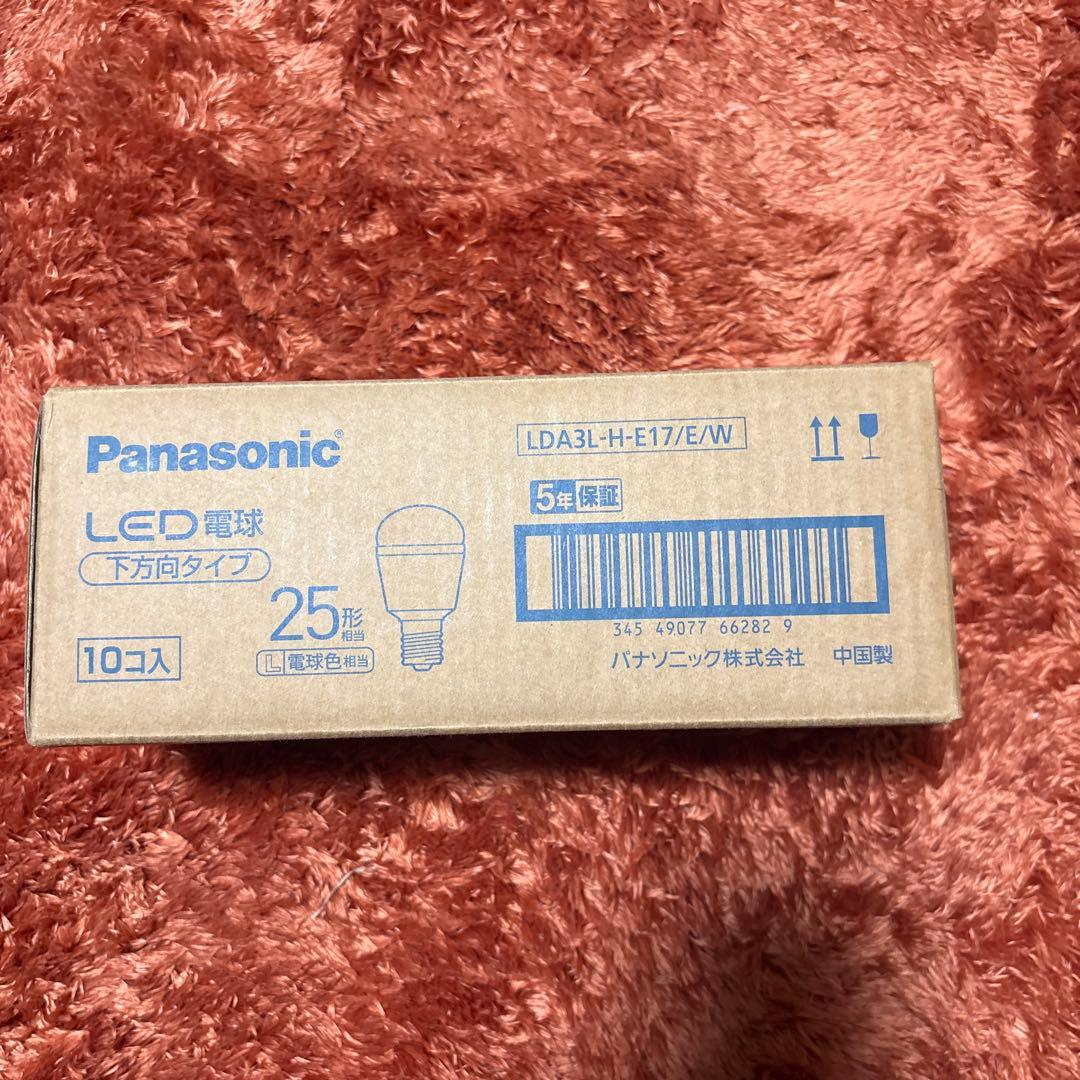 Panasonic®
LED電球
下方向タイプ
25形相当
L 電球色相当
10コ入
LDA3L-H-E17/E/W
5年保証
345 49077 66282 9
パナソニック株式会社 中国製